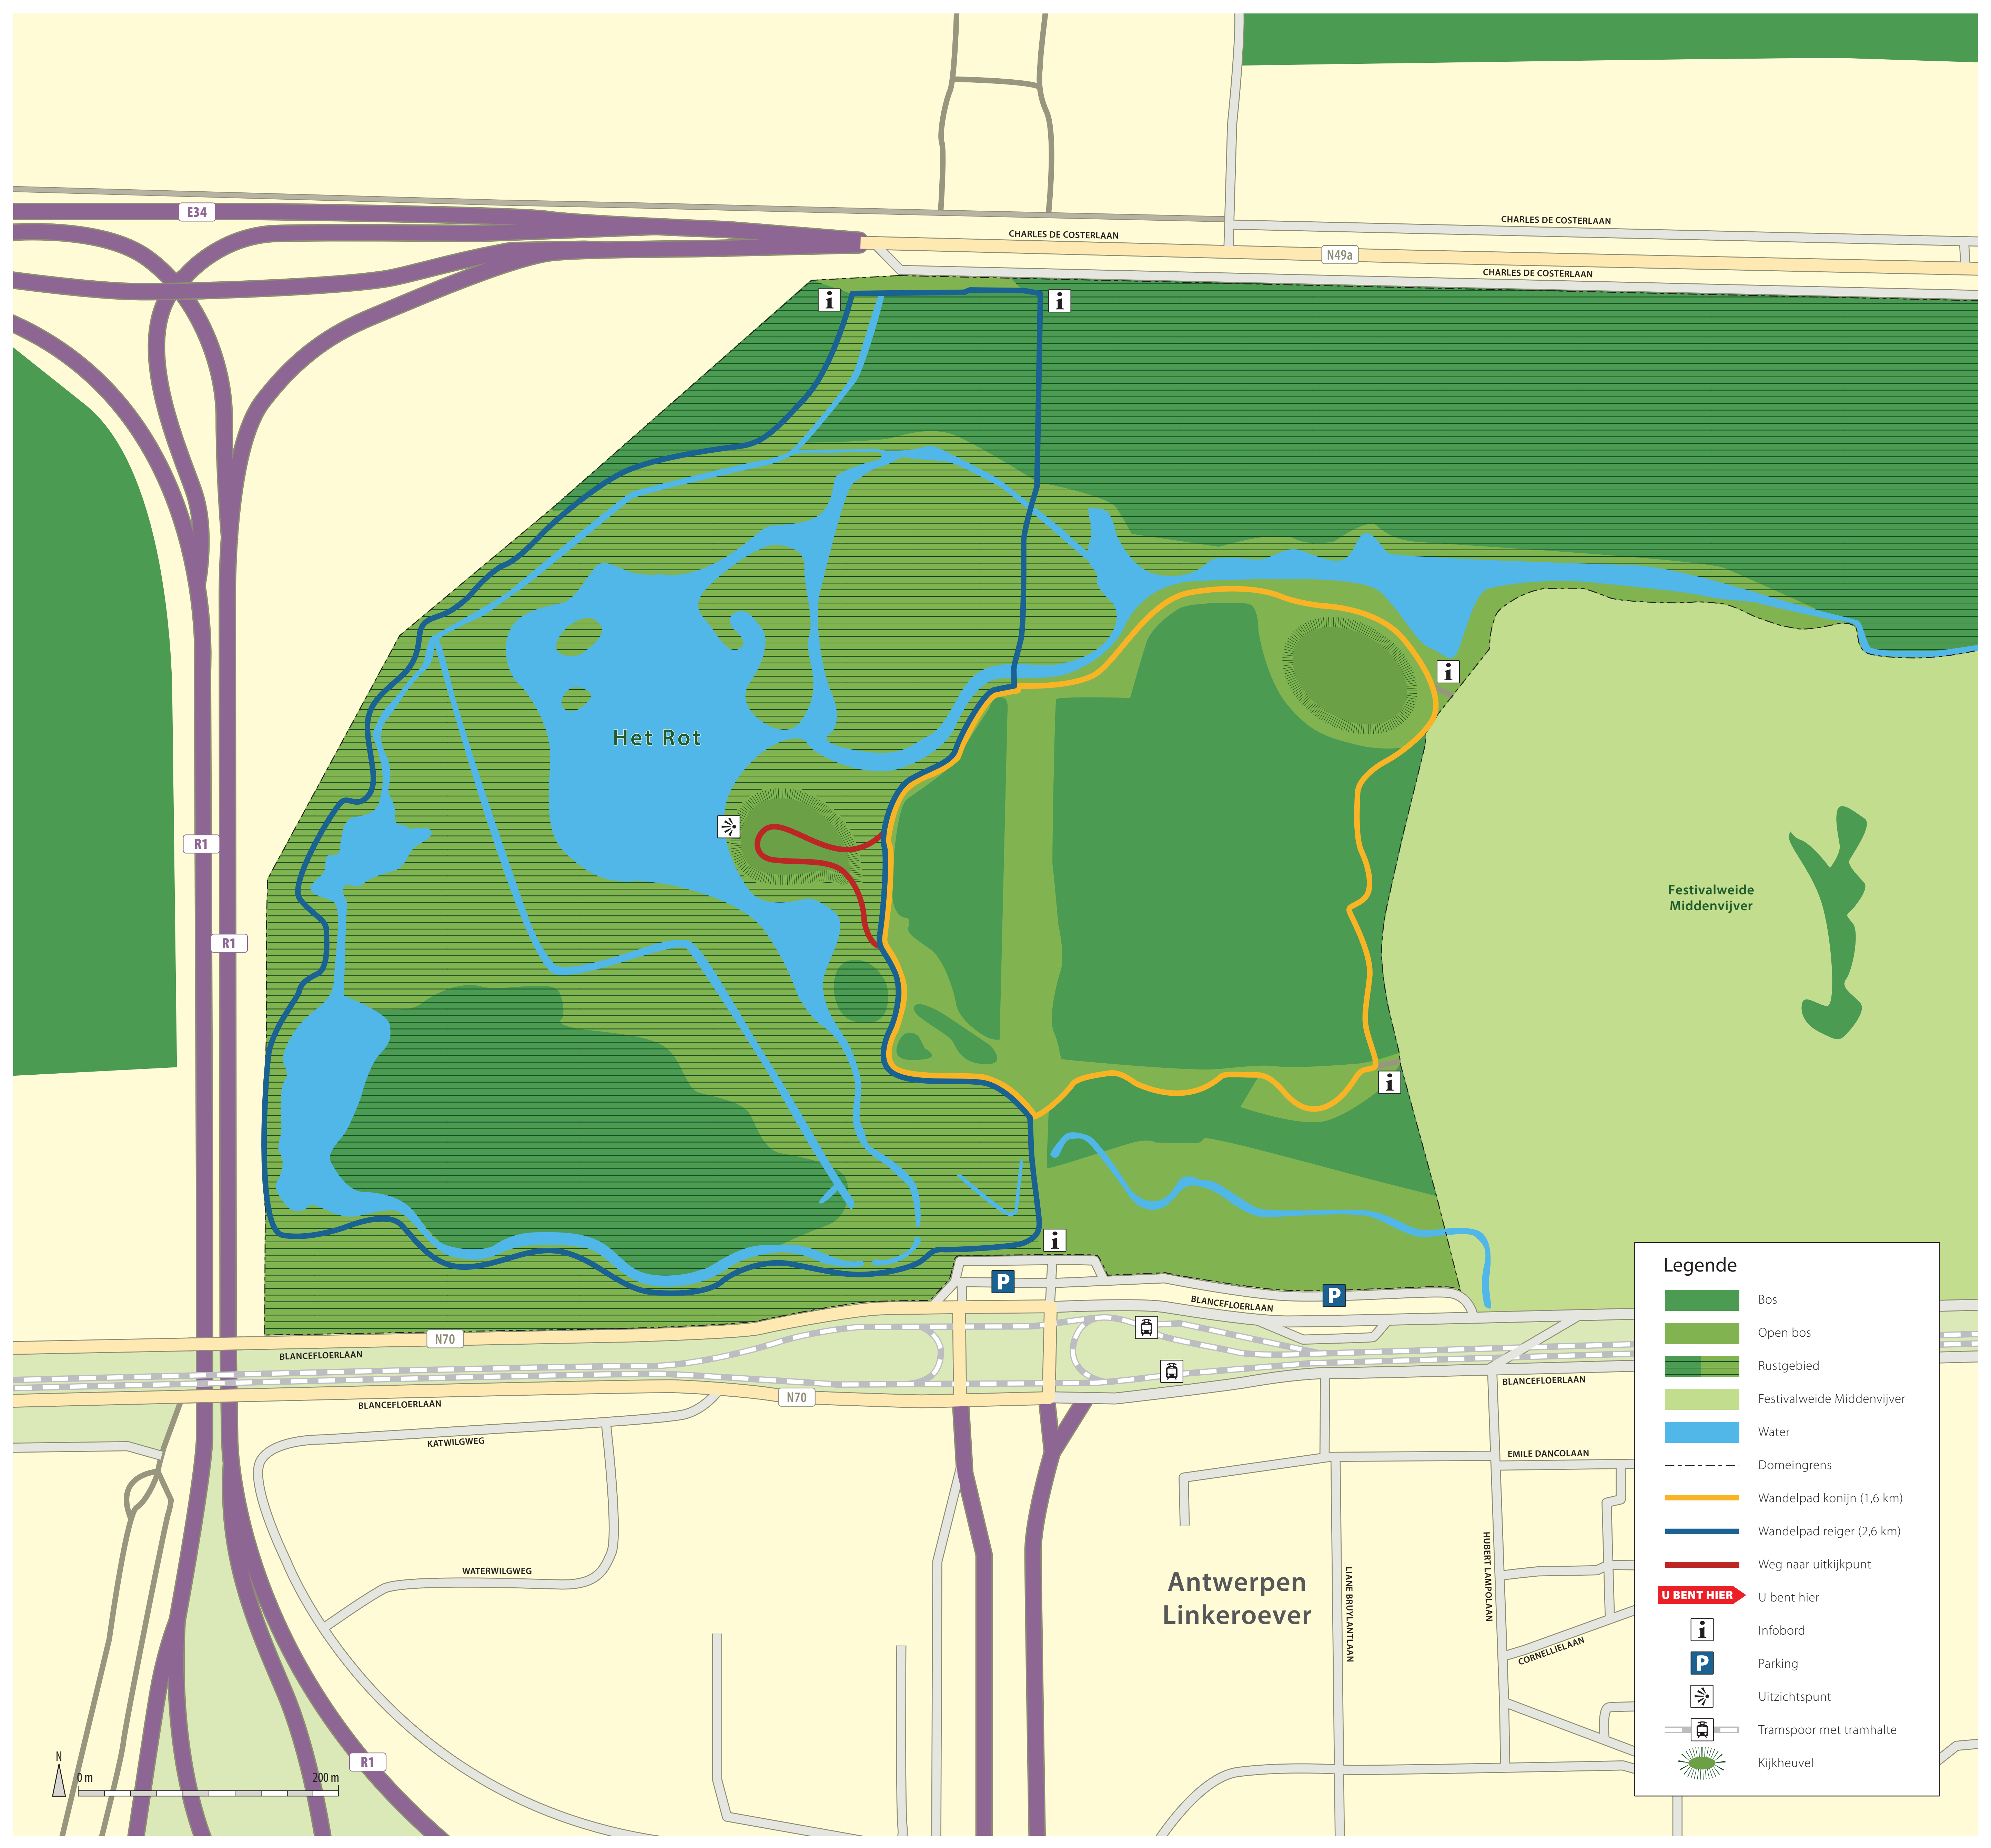 E34
CHARLES DE COSTERLAAN
CHARLES DE COSTERLAAN
N49a
CHARLES DE COSTERLAAN
i
i
i
Het Rot
R1
Festivalweide
Middenvijver
R1
i
i
P
P
BLANCEFLOERLAAN
N70
BLANCEFLOERLAAN
BLANCEFLOERLAAN
N70
BLANCEFLOERLAAN
KATWILGWEG
EMILE DANCOLAAN
WATERWILGWEG
Antwerpen
Linkeroever
LIANE BRUYLANTLAAN
HUBERT LAMPOLAAN
CORNELLIELAAN
R1
N
0 m
200 m
Legende
Bos
Open bos
Rustgebied
Festivalweide Middenvijver
Water
Domeingrens
Wandelpad konijn (1,6 km)
Wandelpad reiger (2,6 km)
Weg naar uitkijkpunt
U BENT HIER U bent hier
i Infobord
P Parking
Uitzichtspunt
Tramspoor met tramhalte
Kijkheuvel